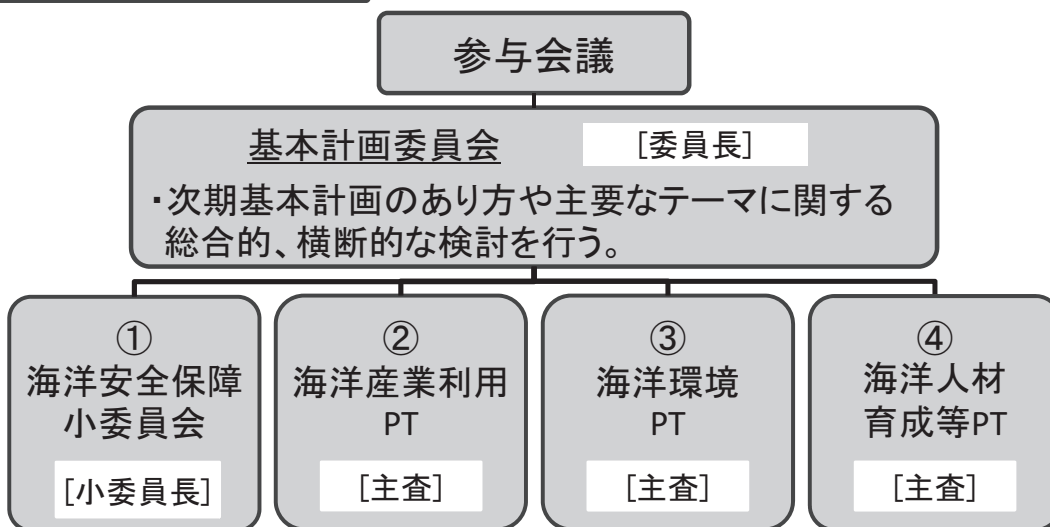 参与会議
基本計画委員会 [委員長]
・次期基本計画のあり方や主要なテーマに関する
総合的、横断的な検討を行う。
①
海洋安全保障
小委員会
[小委員長]
②
海洋産業利用
PT
[主査]
③
海洋環境
PT
[主査]
④
海洋人材
育成等PT
[主査]